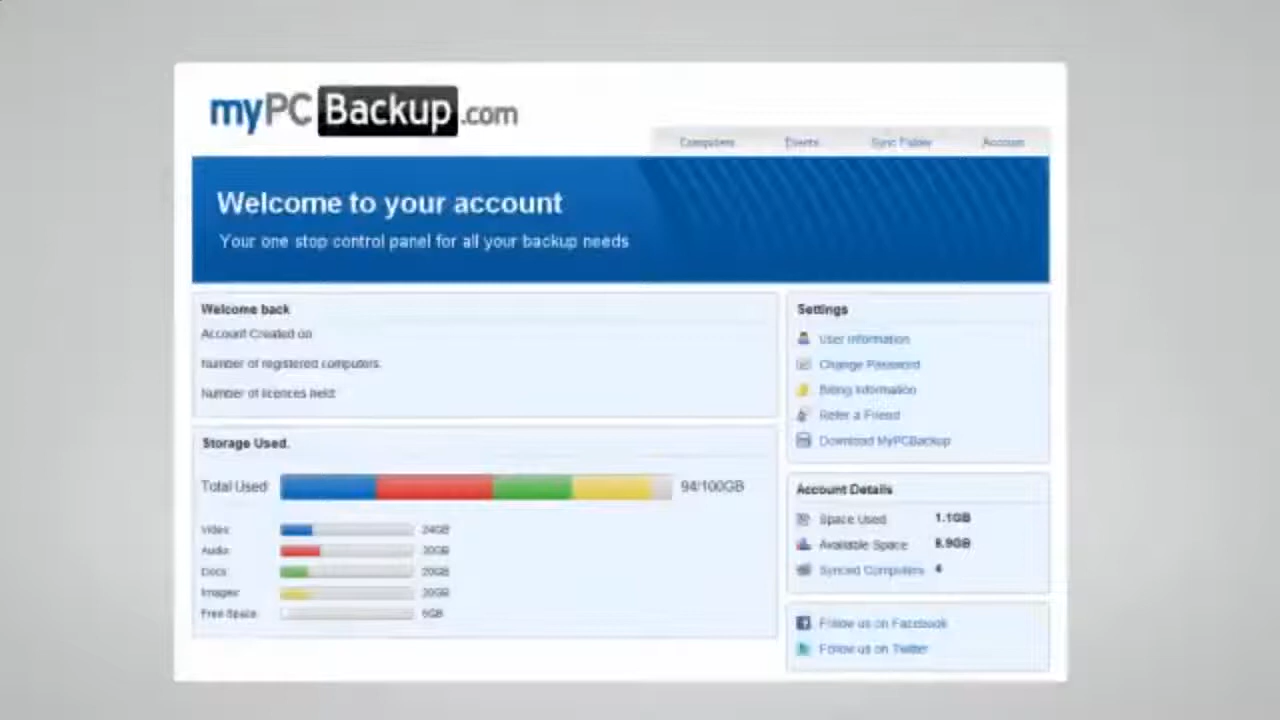 myPCBackup.com
Computers Events Sync Folder Account
Welcome to your account
Your one stop control panel for all your backup needs
Welcome back
Account Created on
Number of registered computers:
Number of licences held:
Storage Used.
Total Used: 94/100GB
Video: 24GB
Audio: 30GB
Docs: 20GB
Images: 20GB
Free Space: 6GB
Settings
User Information
Change Password
Billing Information
Refer a Friend
Download MyPCBackup
Account Details
Space Used 1.1GB
Available Space 8.9GB
Synced Computers 4
Follow us on Facebook
Follow us on Twitter